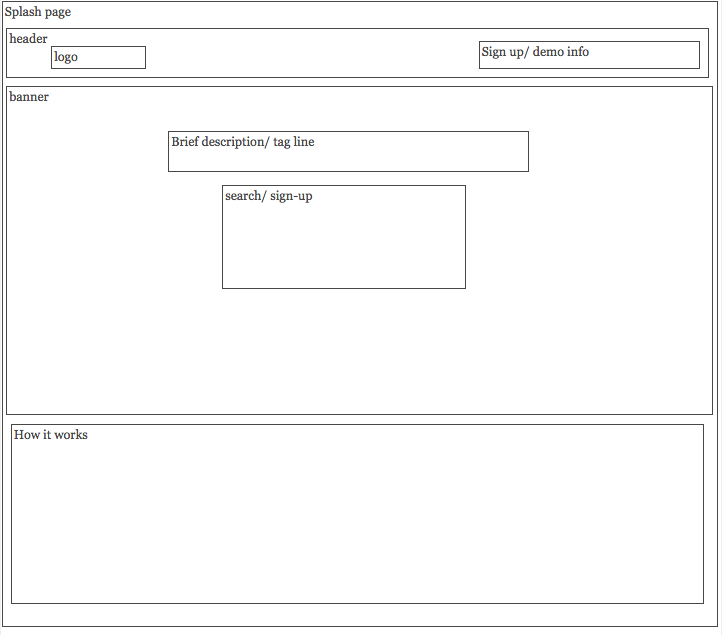 Splash page
header
logo
Sign up/ demo info
banner
Brief description/ tag line
search/ sign-up
How it works